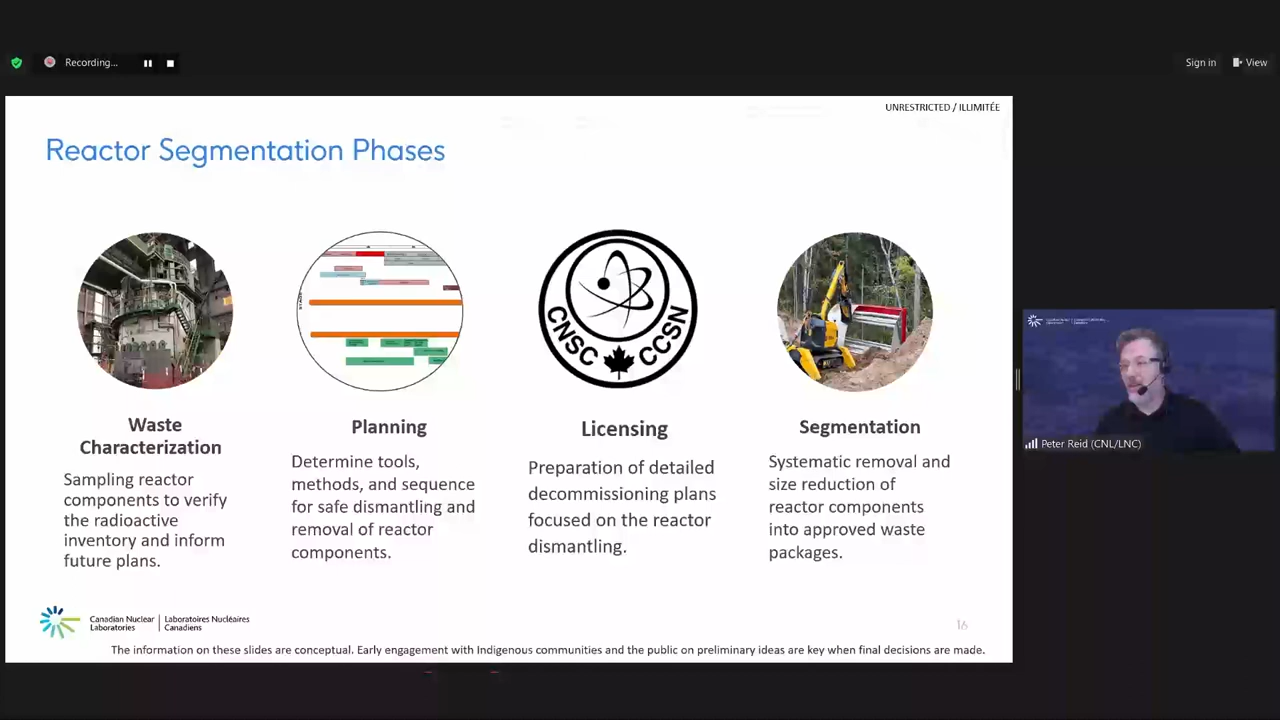 Recording...
Sign in
View
UNRESTRICTED / ILLIMITÉE
Reactor Segmentation Phases
CNSC CCSN
Waste
Characterization
Sampling reactor
components to verify
the radioactive
inventory and inform
future plans.
Planning
Determine tools,
methods, and sequence
for safe dismantling and
removal of reactor
components.
Licensing
Preparation of detailed
decommissioning plans
focused on the reactor
dismantling.
Segmentation
Systematic removal and
size reduction of
reactor components
into approved waste
packages.
Peter Reid (CNL/LNC)
Canadian Nuclear
Laboratories
Laboratoires Nucléaires
Canadiens
16
The information on these slides are conceptual. Early engagement with Indigenous communities and the public on preliminary ideas are key when final decisions are made.